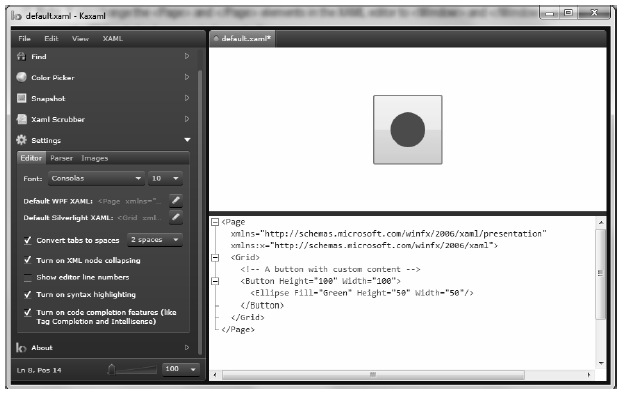 default.xaml - Kaxaml
File Edit View XAML
Find
Color Picker
Snapshot
Xaml Scrubber
Settings
Editor Parser Images
Font: Consolas 10
Default WPF XAML: <Page xmlns="...
Default Silverlight XAML: <Grid xml...
Convert tabs to spaces 2 spaces
Turn on XML node collapsing
Show editor line numbers
Turn on syntax highlighting
Turn on code completion features (like
Tag Completion and Intellisense)
About
Ln 8, Pos 14 100
default.xaml*
<Page
xmlns="http://schemas.microsoft.com/winfx/2006/xaml/presentation"
xmlns:x="http://schemas.microsoft.com/winfx/2006/xaml">
<Grid>
<!-- A button with custom content -->
<Button Height="100" Width="100">
<Ellipse Fill="Green" Height="50" Width="50"/>
</Button>
</Grid>
</Page>